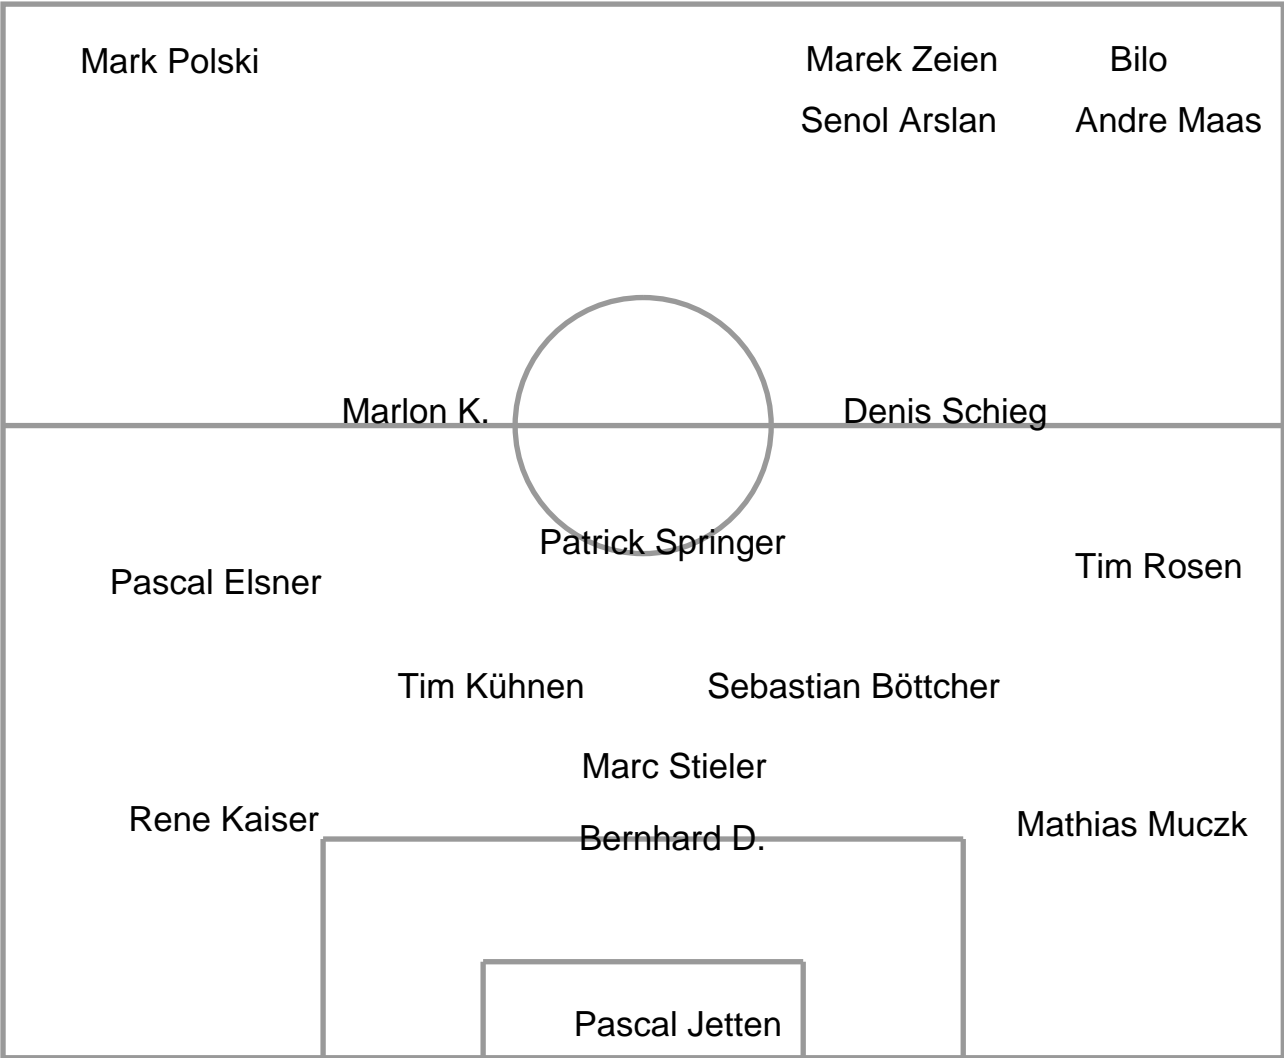 Mark Polski
Marek Zeien
Bilo
Senol Arslan
Andre Maas
Marlon K.
Denis Schieg
Patrick Springer
Tim Rosen
Pascal Elsner
Tim Kühnen
Sebastian Böttcher
Marc Stieler
Rene Kaiser
Mathias Muczk
Bernhard D.
Pascal Jetten